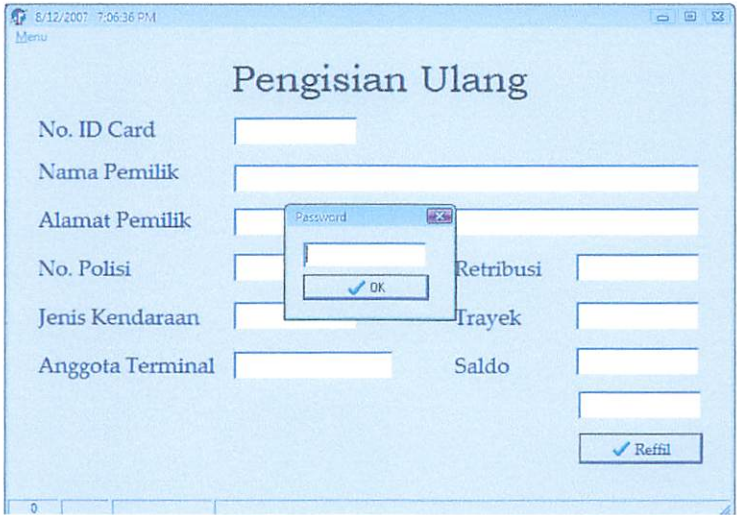 8/12/2007 7:06:36 PM
Menu
Pengisian Ulang
No. ID Card
Nama Pemilik
Alamat Pemilik
Password
OK
No. Polisi
Retribusi
Jenis Kendaraan
Trayek
Anggota Terminal
Saldo
Reffil
0